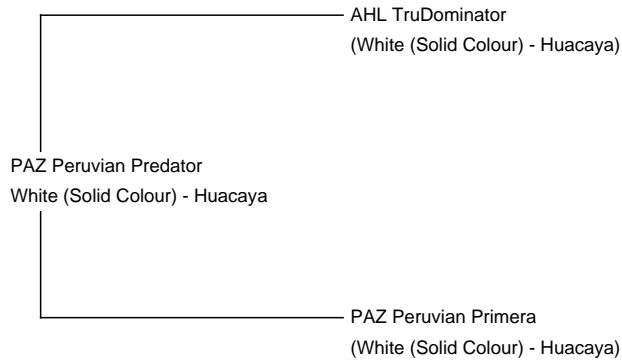 AHL TruDominator
(White (Solid Colour) - Huacaya)
PAZ Peruvian Predator
White (Solid Colour) - Huacaya
PAZ Peruvian Primera
(White (Solid Colour) - Huacaya)